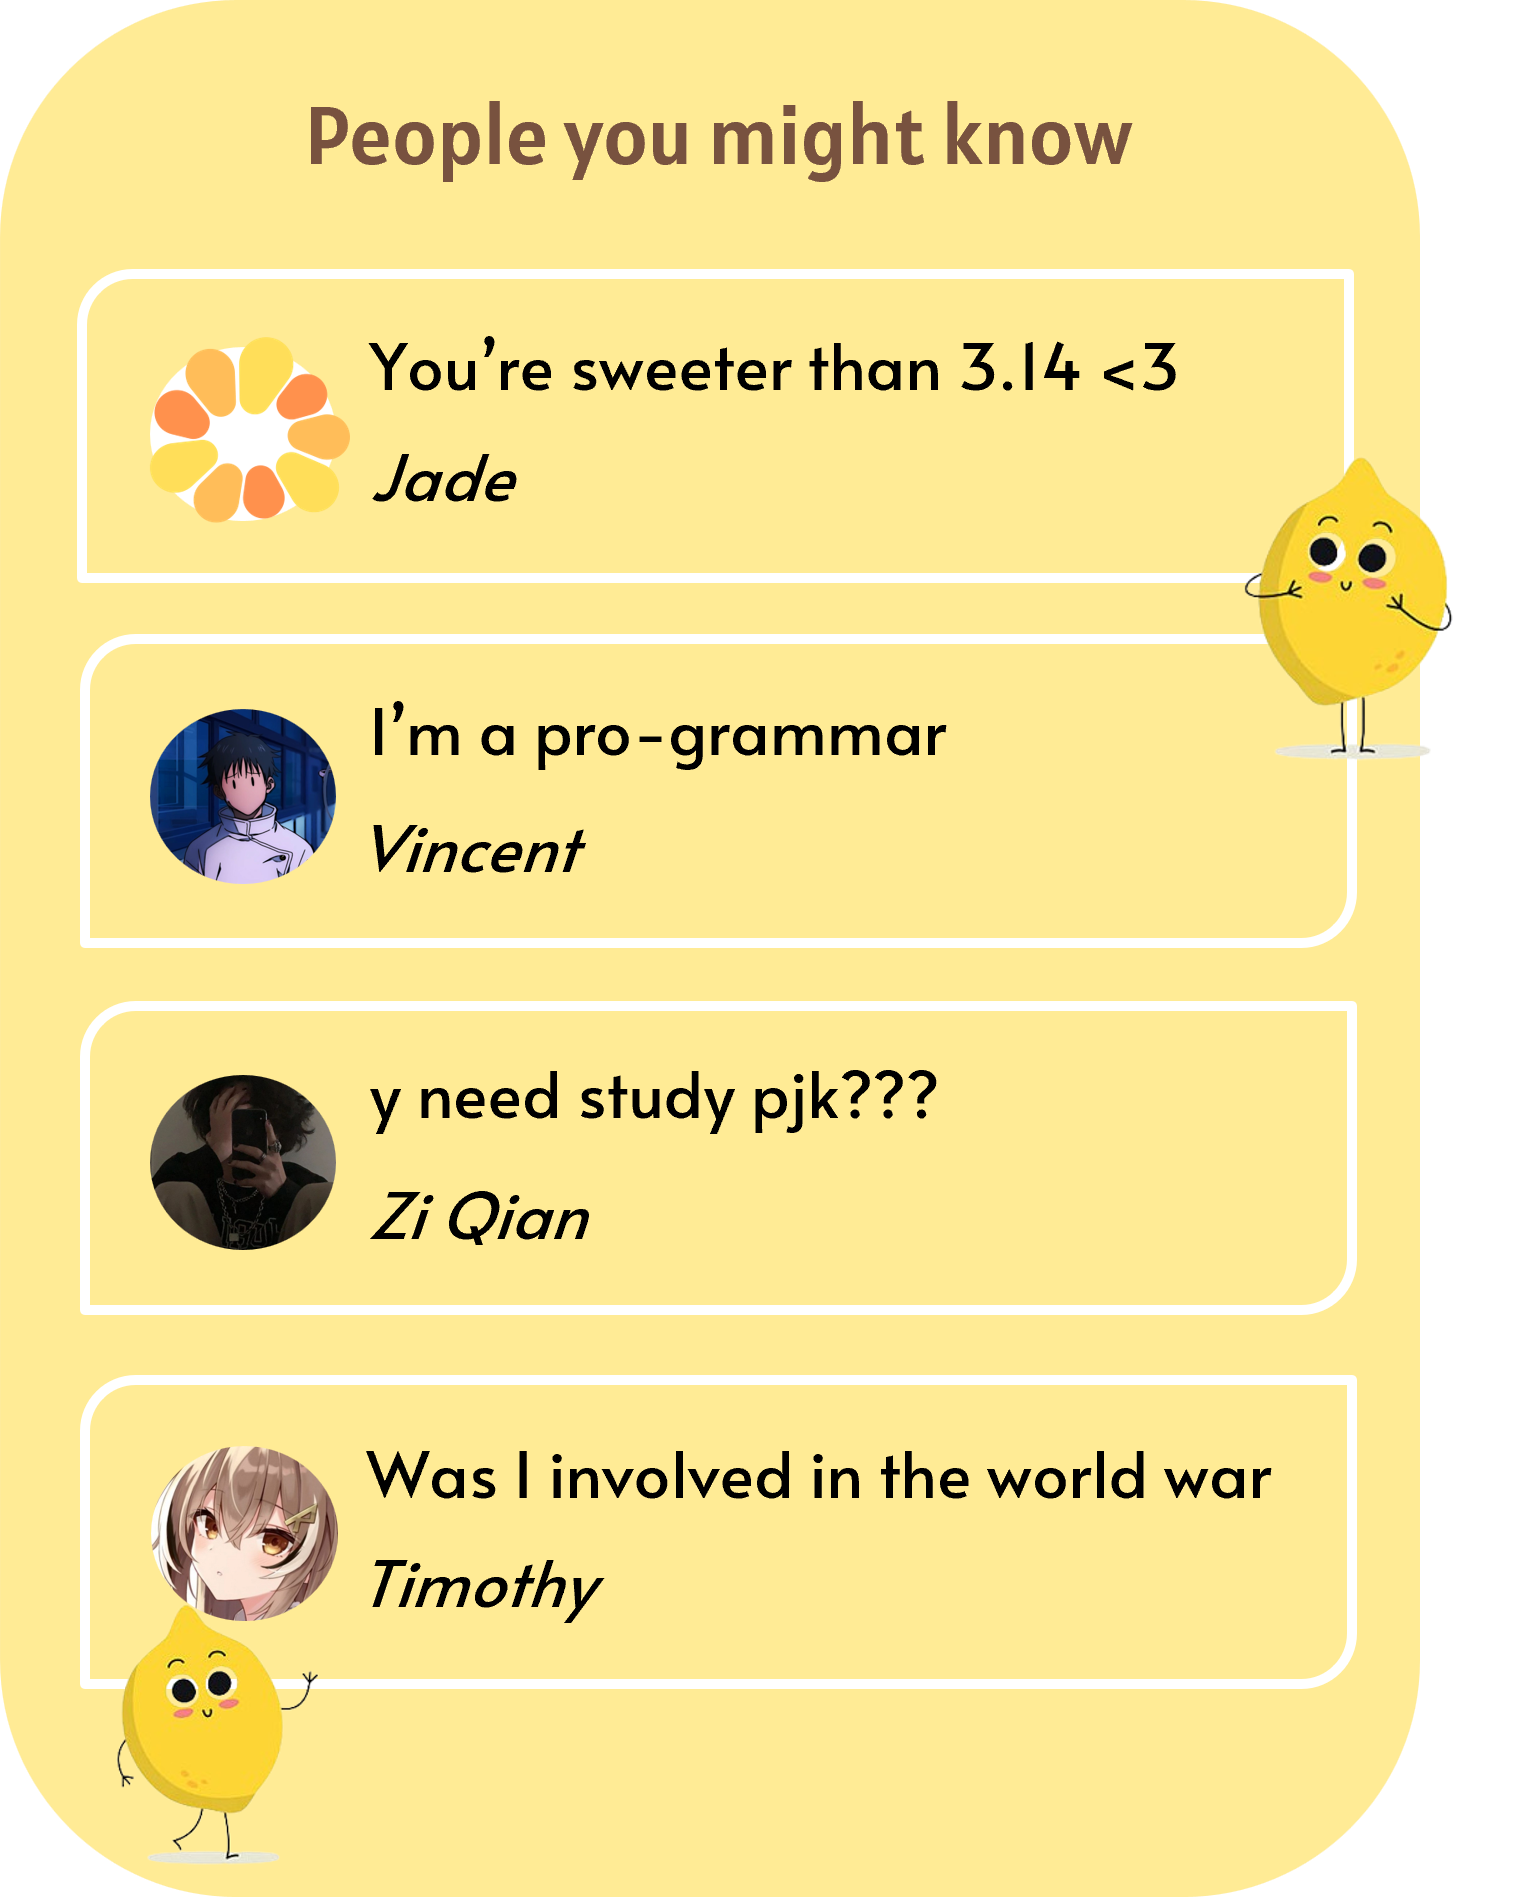 People you might know
You’re sweeter than 3.14 <3
Jade
I’m a pro-grammar
Vincent
y need study pjk???
Zi Qian
Was I involved in the world war
Timothy